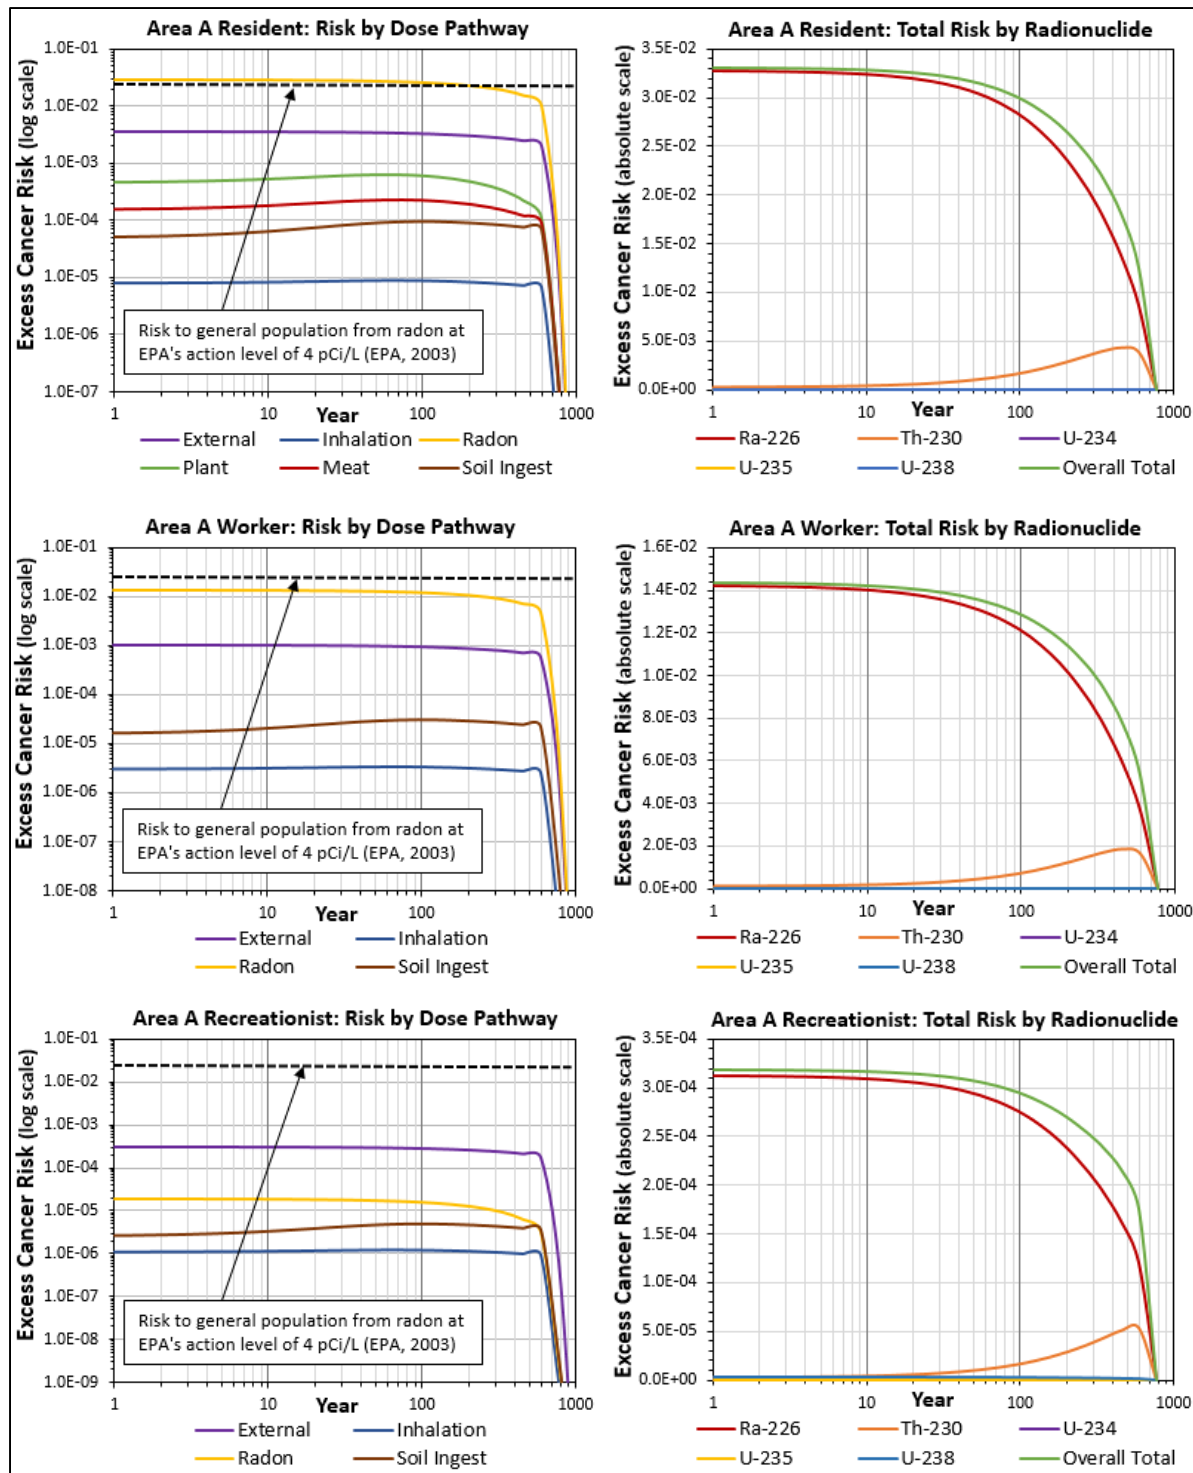 Area A Resident: Risk by Dose Pathway
Excess Cancer Risk (log scale)
1.0E-01
1.0E-02
1.0E-03
1.0E-04
1.0E-05
1.0E-06
1.0E-07
Risk to general population from radon at
EPA's action level of 4 pCi/L (EPA, 2003)
1 10 100 1000
Year
External Inhalation Radon
Plant Meat Soil Ingest
Area A Resident: Total Risk by Radionuclide
Excess Cancer Risk (absolute scale)
3.5E-02
3.0E-02
2.5E-02
2.0E-02
1.5E-02
1.0E-02
5.0E-03
0.0E+00
1 10 100 1000
Year
Ra-226 Th-230 U-234
U-235 U-238 Overall Total
Area A Worker: Risk by Dose Pathway
Excess Cancer Risk (log scale)
1.0E-01
1.0E-02
1.0E-03
1.0E-04
1.0E-05
1.0E-06
1.0E-07
1.0E-08
Risk to general population from radon at
EPA's action level of 4 pCi/L (EPA, 2003)
1 10 100 1000
Year
External Inhalation
Radon Soil Ingest
Area A Worker: Total Risk by Radionuclide
Excess Cancer Risk (absolute scale)
1.6E-02
1.4E-02
1.2E-02
1.0E-02
8.0E-03
6.0E-03
4.0E-03
2.0E-03
0.0E+00
1 10 100 1000
Year
Ra-226 Th-230 U-234
U-235 U-238 Overall Total
Area A Recreationist: Risk by Dose Pathway
Excess Cancer Risk (log scale)
1.0E-01
1.0E-02
1.0E-03
1.0E-04
1.0E-05
1.0E-06
1.0E-07
1.0E-08
1.0E-09
Risk to general population from radon at
EPA's action level of 4 pCi/L (EPA, 2003)
1 10 100 1000
Year
External Inhalation
Radon Soil Ingest
Area A Recreationist: Total Risk by Radionuclide
Excess Cancer Risk (absolute scale)
3.5E-04
3.0E-04
2.5E-04
2.0E-04
1.5E-04
1.0E-04
5.0E-05
0.0E+00
1 10 100 1000
Year
Ra-226 Th-230 U-234
U-235 U-238 Overall Total